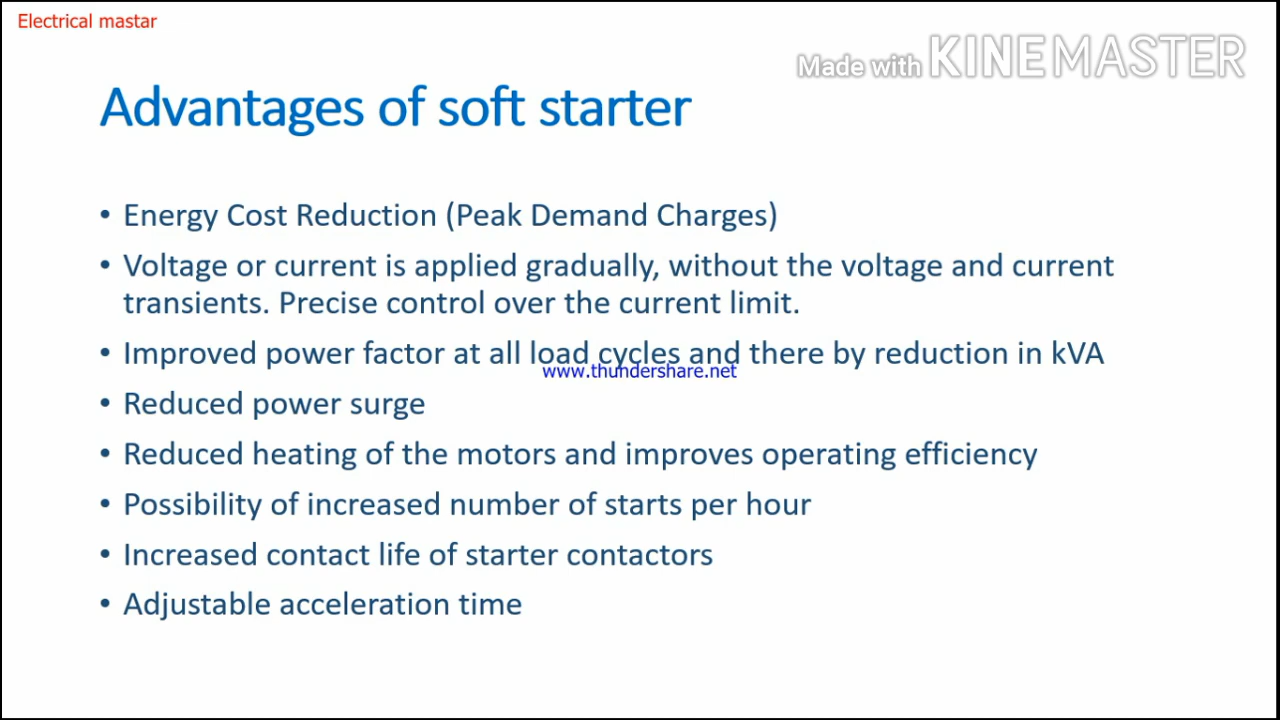 Electrical mastar
Made with KINEMASTER
Advantages of soft starter
• Energy Cost Reduction (Peak Demand Charges)
• Voltage or current is applied gradually, without the voltage and current
transients. Precise control over the current limit.
• Improved power factor at all load cycles and there by reduction in kVA
www.thundershare.net
• Reduced power surge
• Reduced heating of the motors and improves operating efficiency
• Possibility of increased number of starts per hour
• Increased contact life of starter contactors
• Adjustable acceleration time